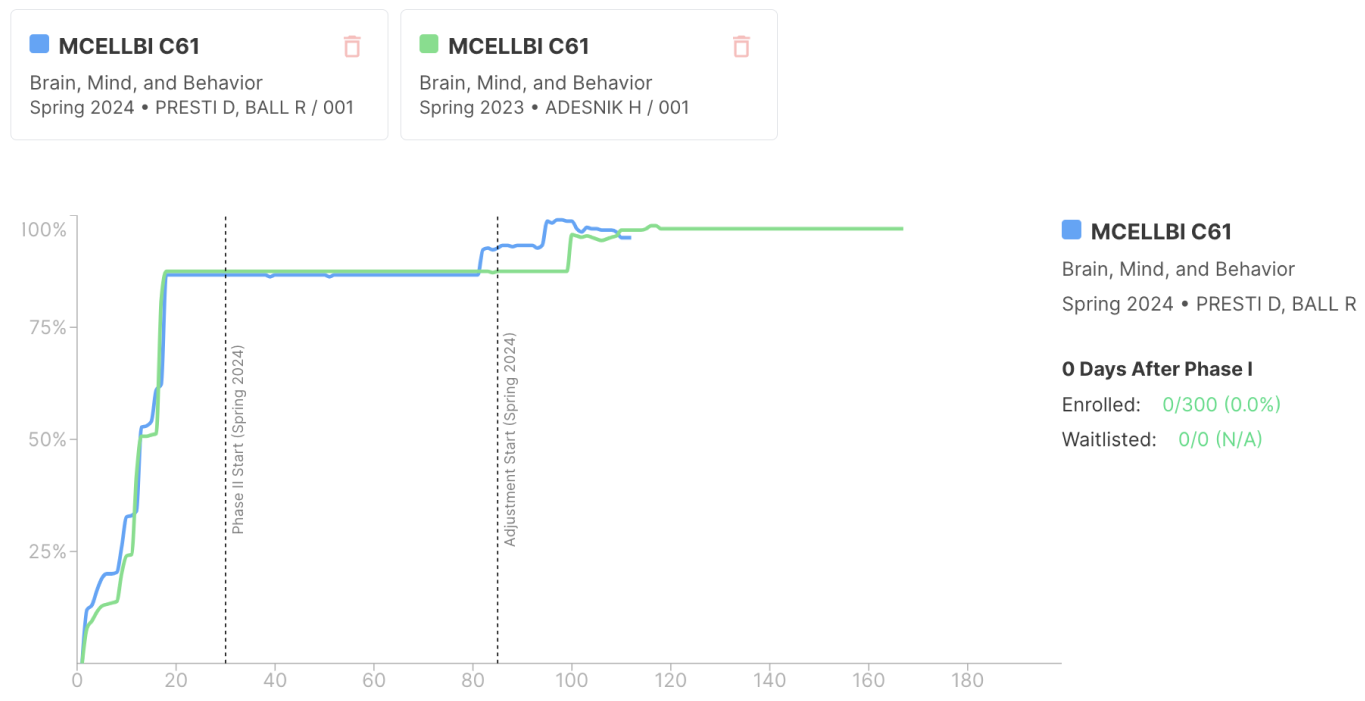 MCELLBI C61
Brain, Mind, and Behavior
Spring 2024 • PRESTI D, BALL R / 001
MCELLBI C61
Brain, Mind, and Behavior
Spring 2023 • ADESNIK H / 001
100%
75%
50%
25%
Phase II Start (Spring 2024)
Adjustment Start (Spring 2024)
0 20 40 60 80 100 120 140 160 180
MCELLBI C61
Brain, Mind, and Behavior
Spring 2024 • PRESTI D, BALL R
0 Days After Phase I
Enrolled: 0/300 (0.0%)
Waitlisted: 0/0 (N/A)